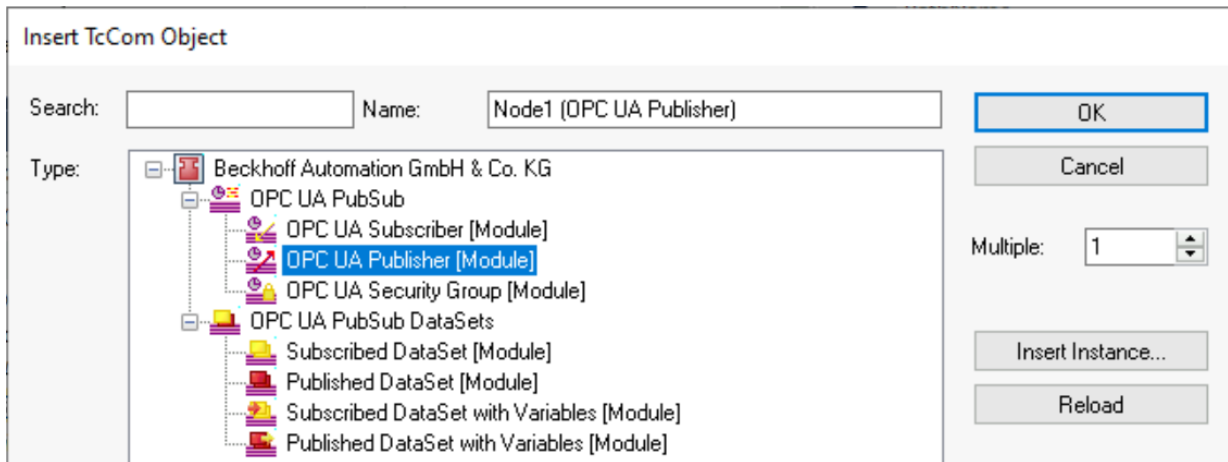 Insert TcCom Object
Search:
Name:
Node1 (OPC UA Publisher)
OK
Type:
Beckhoff Automation GmbH & Co. KG
Cancel
OPC UA PubSub
OPC UA Subscriber [Module]
Multiple:
1
OPC UA Publisher [Module]
OPC UA Security Group [Module]
OPC UA PubSub DataSets
Subscribed DataSet [Module]
Insert Instance...
Published DataSet [Module]
Reload
Subscribed DataSet with Variables [Module]
Published DataSet with Variables [Module]